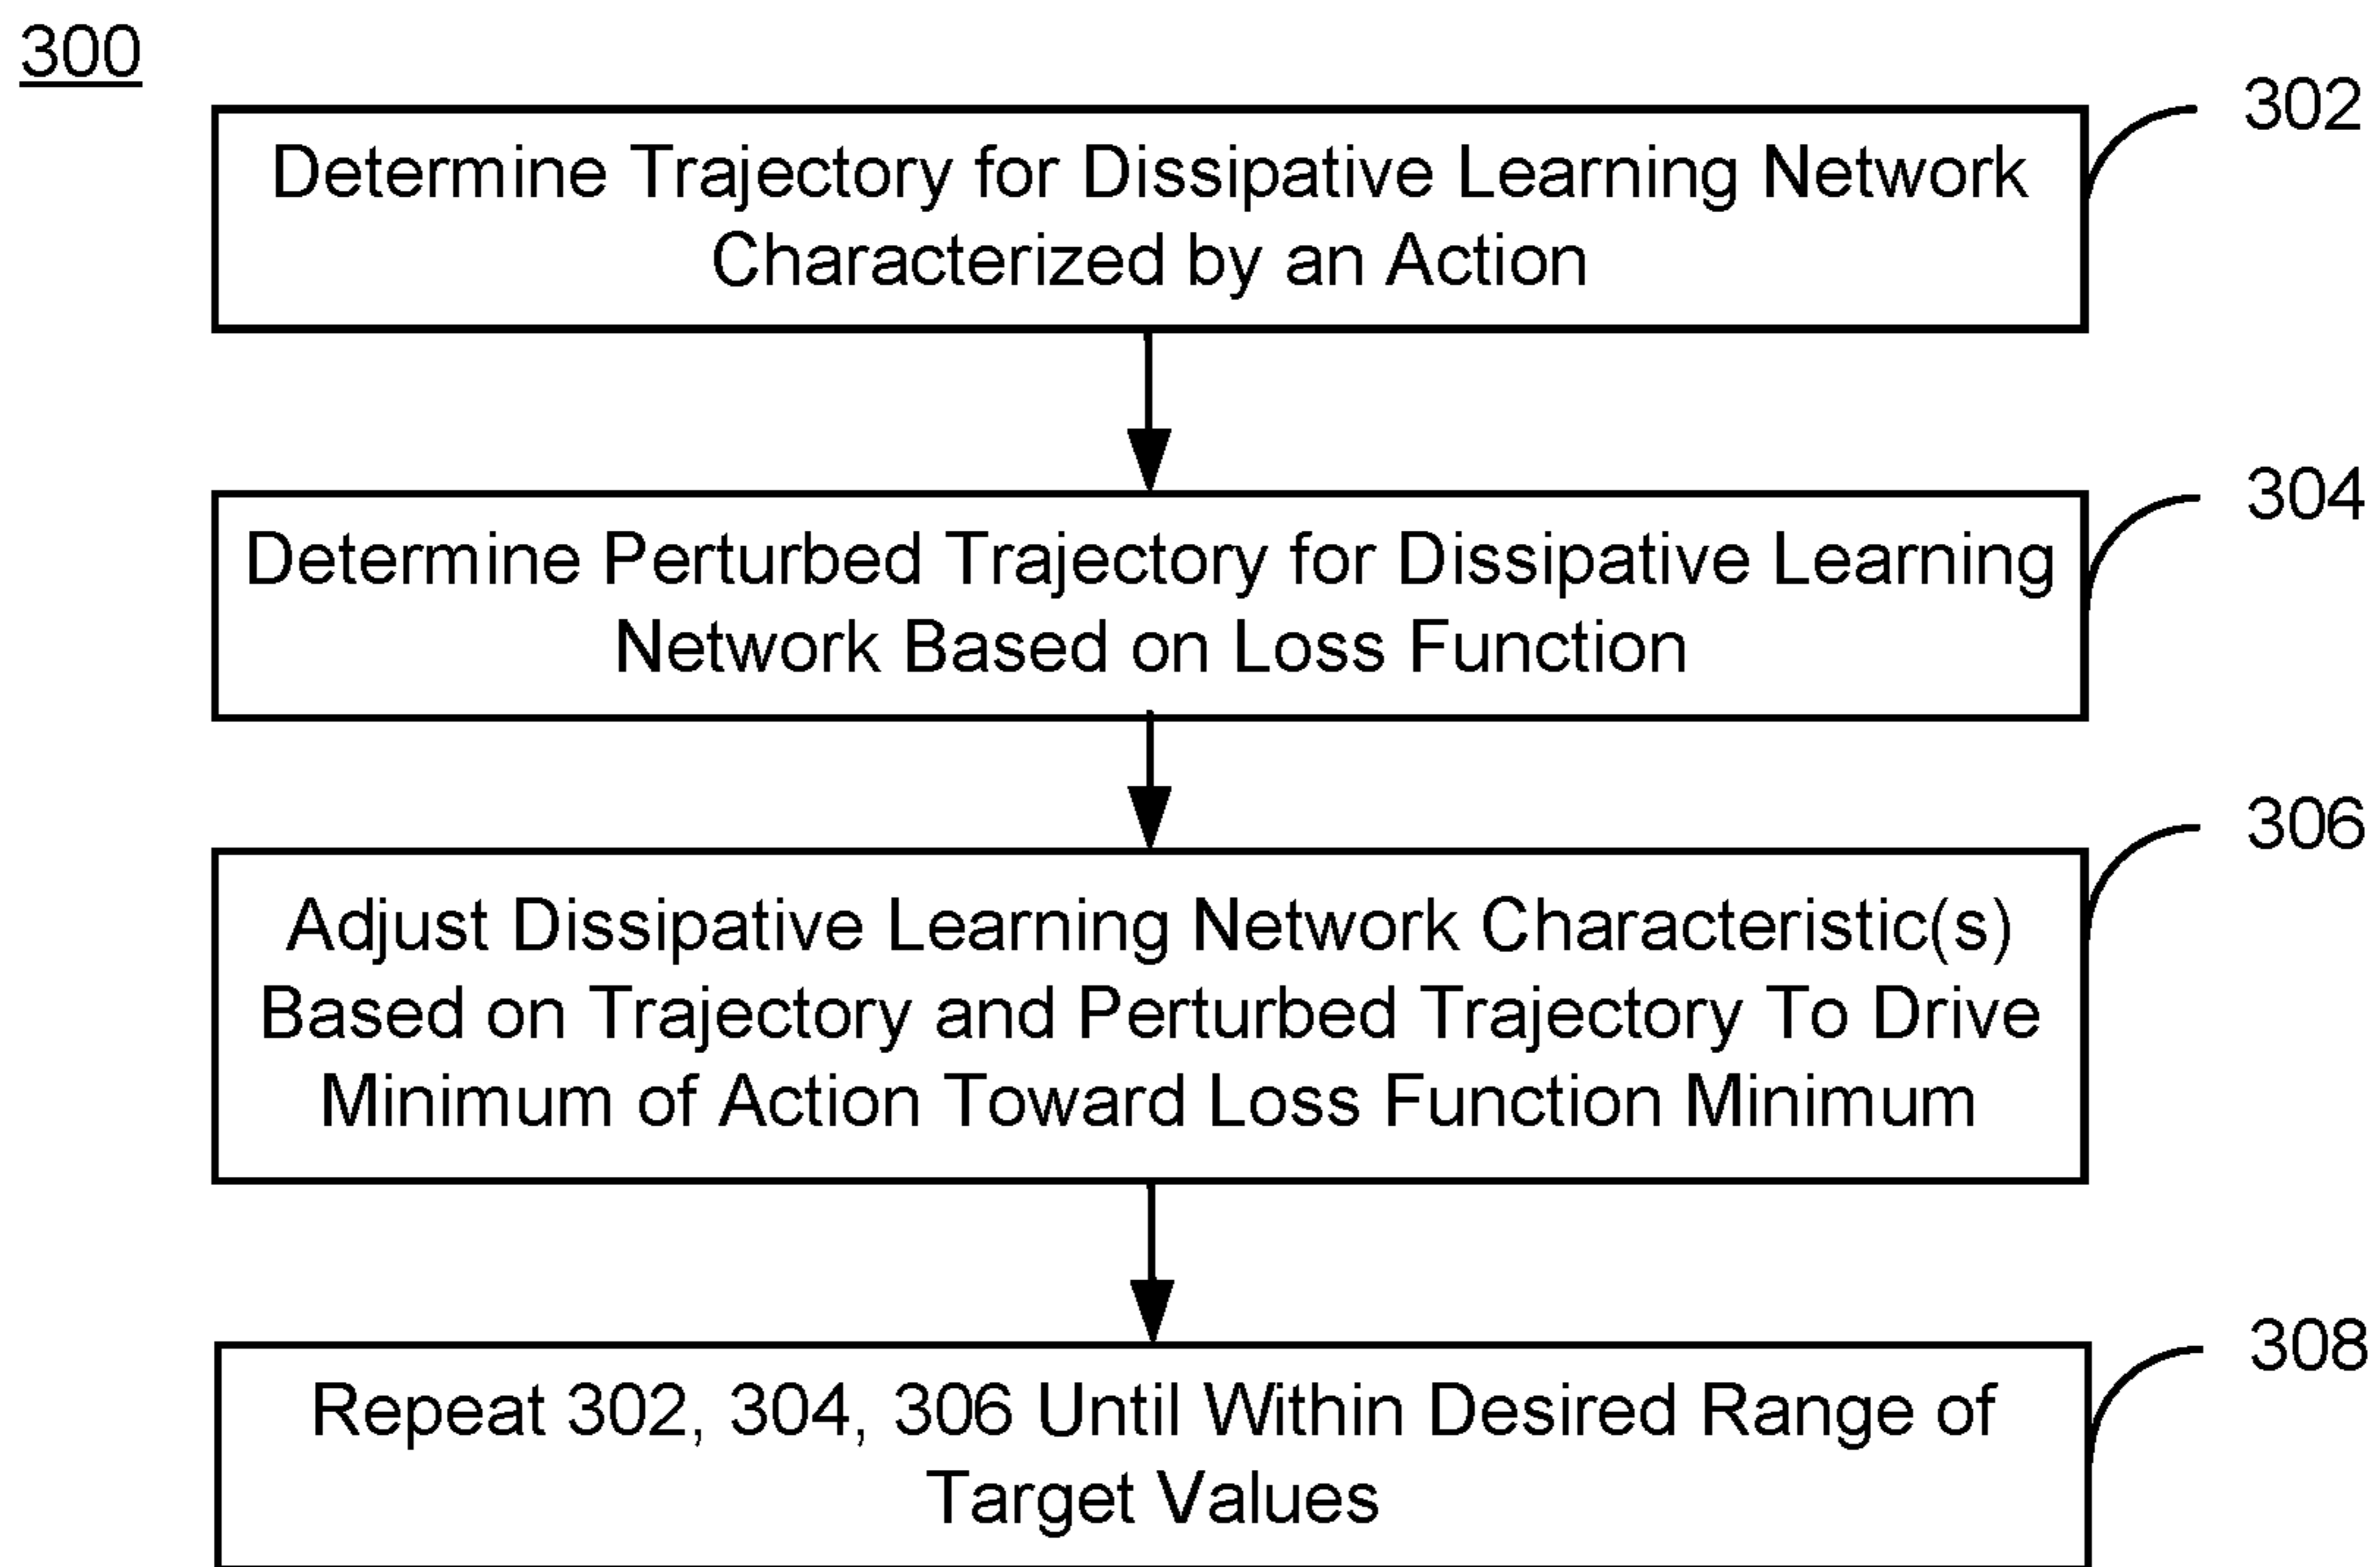 300
302
Determine Trajectory for Dissipative Learning Network
Characterized by an Action
304
Determine Perturbed Trajectory for Dissipative Learning
Network Based on Loss Function
306
Adjust Dissipative Learning Network Characteristic(s)
Based on Trajectory and Perturbed Trajectory To Drive
Minimum of Action Toward Loss Function Minimum
308
Repeat 302, 304, 306 Until Within Desired Range of
Target Values